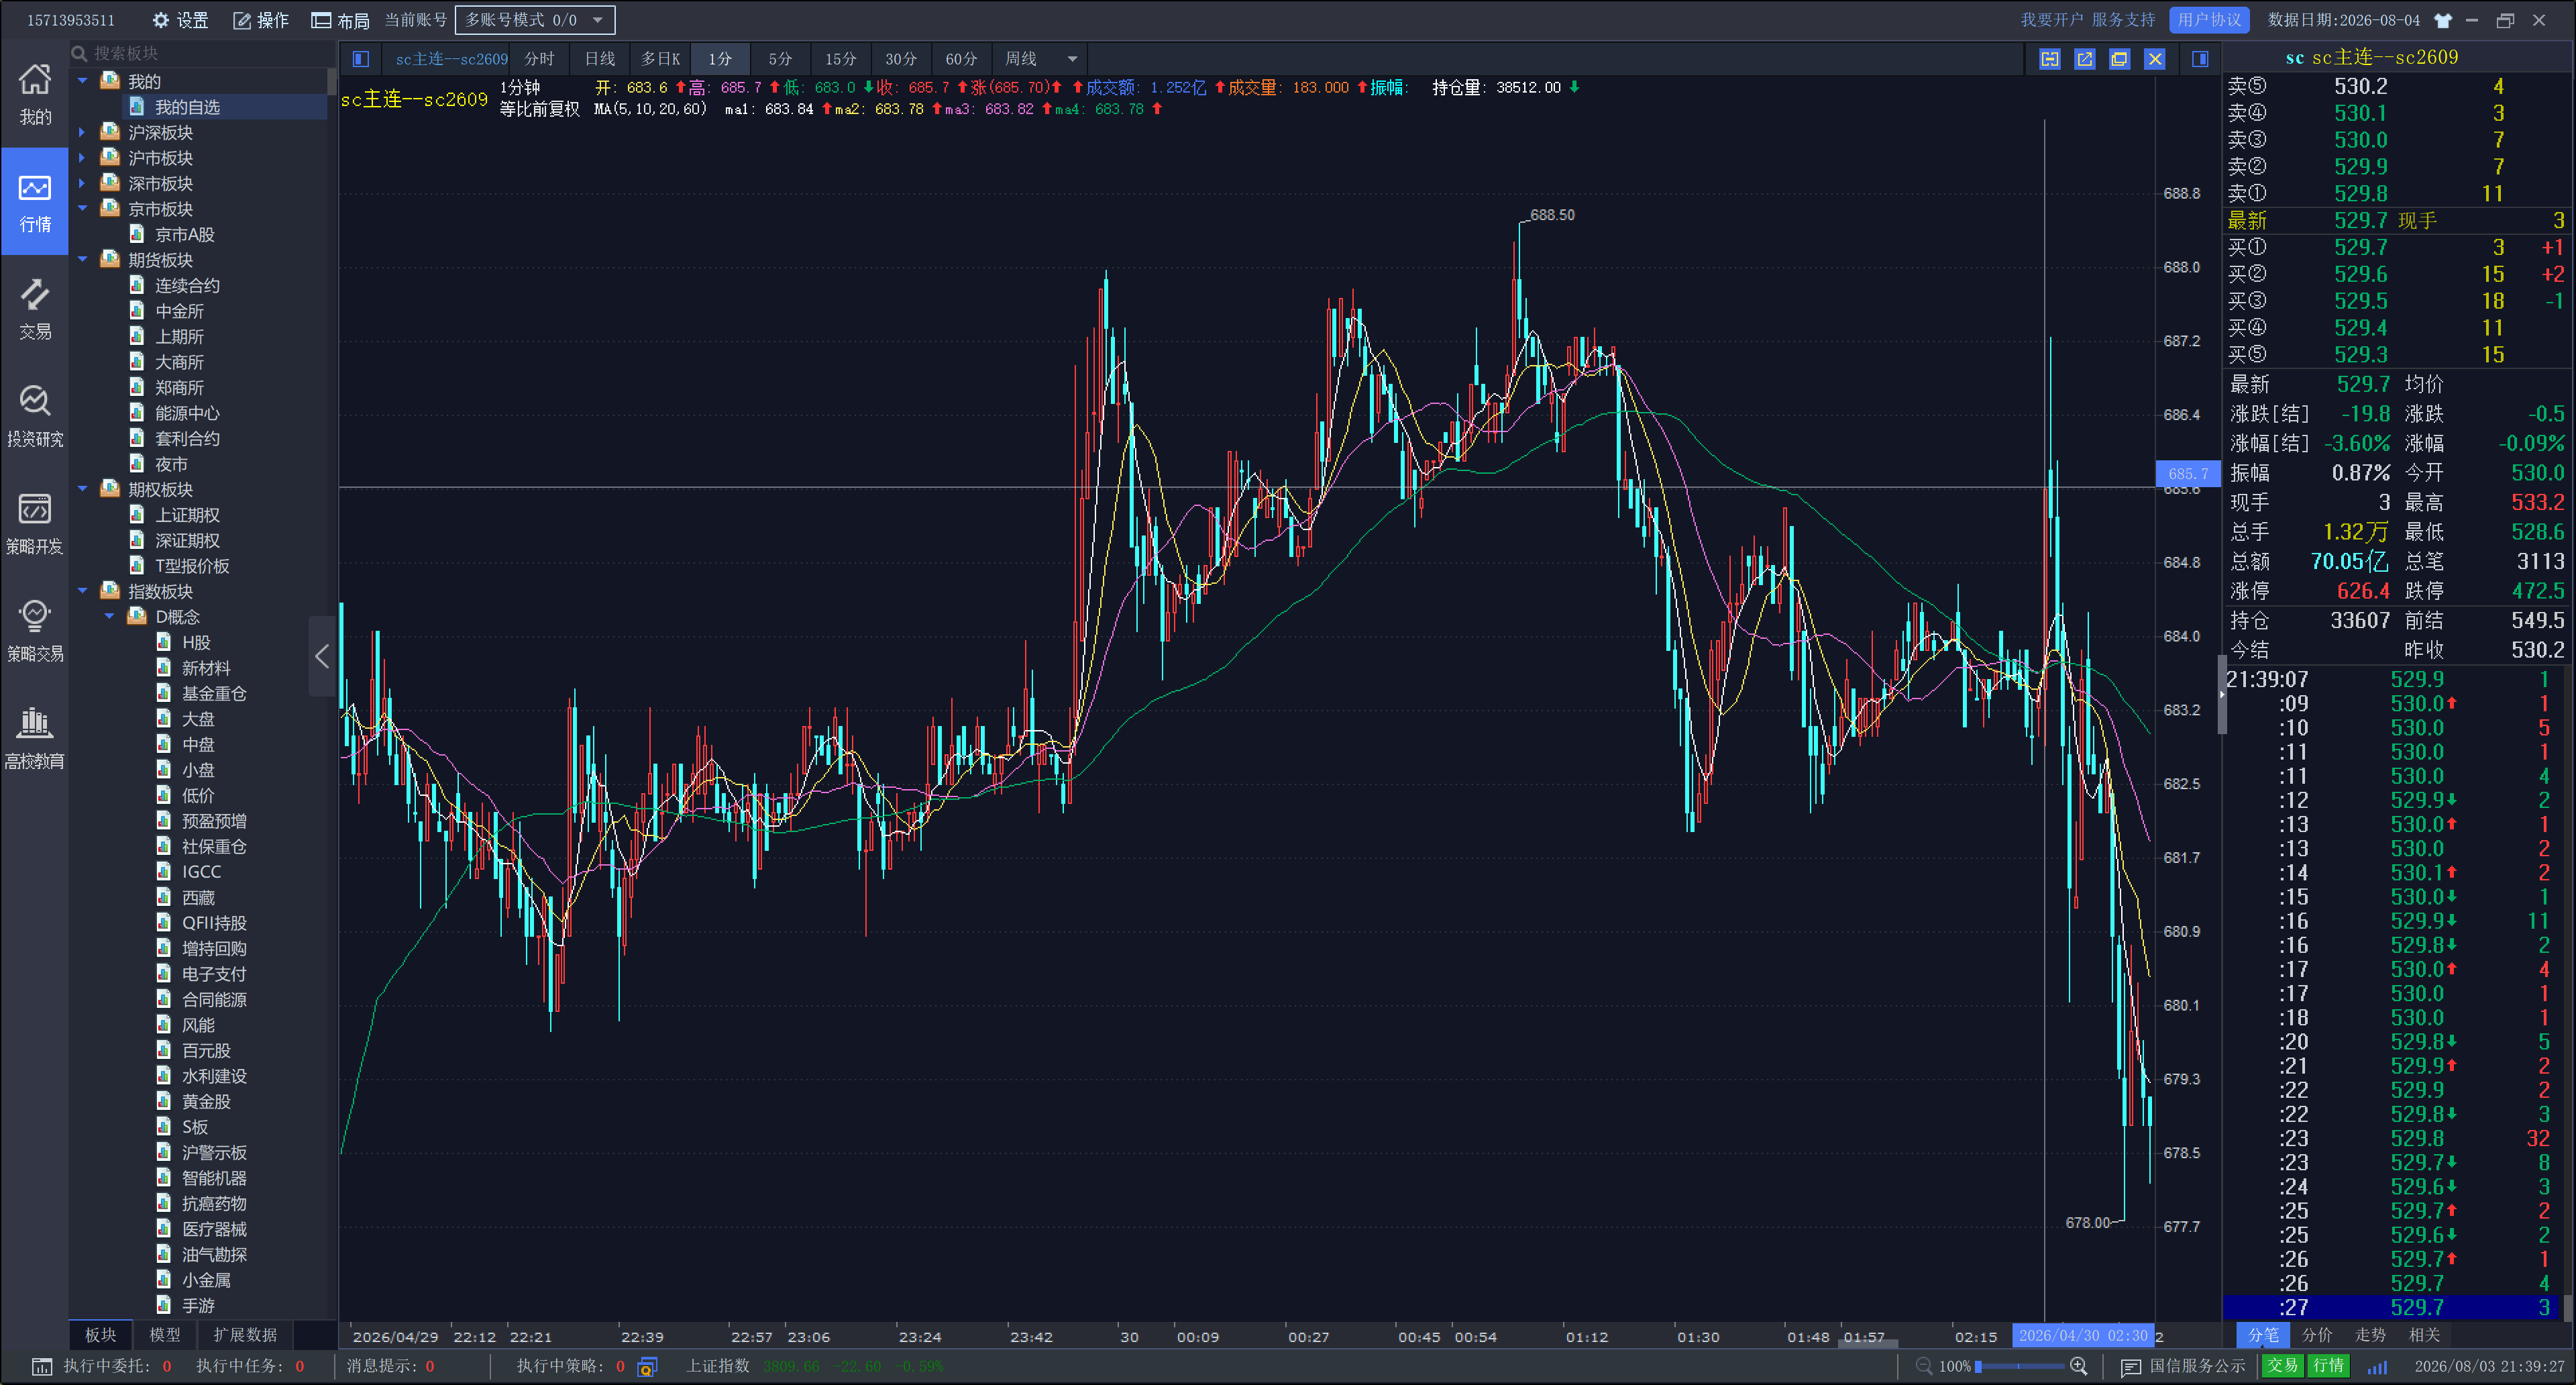 15713953511 设置 操作 布局 当前账号 多账号模式 0/0 我要开户 服务支持 用户协议 数据日期:2026-08-04
我的
行情
交易
投资研究
策略开发
策略交易
高校教育
搜索板块
我的
我的自选
沪深板块
沪市板块
深市板块
京市板块
京市A股
期货板块
连续合约
中金所
上期所
大商所
郑商所
能源中心
套利合约
夜市
期权板块
上证期权
深证期权
T型报价板
指数板块
D概念
H股
新材料
基金重仓
大盘
中盘
小盘
低价
预盈预增
社保重仓
IGCC
西藏
QFII持股
增持回购
电子支付
合同能源
风能
百元股
水利建设
黄金股
S板
沪警示板
智能机器
抗癌药物
医疗器械
油气勘探
小金属
手游
板块 模型 扩展数据
sc主连--sc2609 分时 日线 多日K 1分 5分 15分 30分 60分 周线
sc主连--sc2609
1分钟 开: 683.6 高: 685.7 低: 683.0 收: 685.7 涨(685.70) 成交额: 1.252亿 成交量: 183.000 振幅: 持仓量: 38512.00
等比前复权 MA(5,10,20,60) ma1: 683.84 ma2: 683.78 ma3: 683.82 ma4: 683.78
688.50
678.00
688.8
688.0
687.2
686.4
685.7
685.6
684.8
684.0
683.2
682.5
681.7
680.9
680.1
679.3
678.5
677.7
2026/04/29 22:12 22:21 22:39 22:57 23:06 23:24 23:42 30 00:09 00:27 00:45 00:54 01:12 01:30 01:48 01:57 02:15 2026/04/30 02:30 2
sc sc主连--sc2609
卖⑤ 530.2 4
卖④ 530.1 3
卖③ 530.0 7
卖② 529.9 7
卖① 529.8 11
最新 529.7 现手 3
买① 529.7 3 +1
买② 529.6 15 +2
买③ 529.5 18 -1
买④ 529.4 11
买⑤ 529.3 15
最新 529.7 均价
涨跌[结] -19.8 涨跌 -0.5
涨幅[结] -3.60% 涨幅 -0.09%
振幅 0.87% 今开 530.0
现手 3 最高 533.2
总手 1.32万 最低 528.6
总额 70.05亿 总笔 3113
涨停 626.4 跌停 472.5
持仓 33607 前结 549.5
今结 昨收 530.2
21:39:07 529.9 1
:09 530.0 1
:10 530.0 5
:11 530.0 1
:11 530.0 4
:12 529.9 2
:13 530.0 1
:13 530.0 2
:14 530.1 2
:15 530.0 1
:16 529.9 11
:16 529.8 2
:17 530.0 4
:17 530.0 1
:18 530.0 1
:20 529.8 5
:21 529.9 2
:22 529.9 2
:22 529.8 3
:23 529.8 32
:23 529.7 8
:24 529.6 3
:25 529.7 2
:25 529.6 2
:26 529.7 1
:26 529.7 4
:27 529.7 3
分笔 分价 走势 相关
执行中委托: 0 执行中任务: 0 消息提示: 0 执行中策略: 0 上证指数 3809.66 -22.60 -0.59% 100% 国信服务公示 交易 行情 2026/08/03 21:39:27